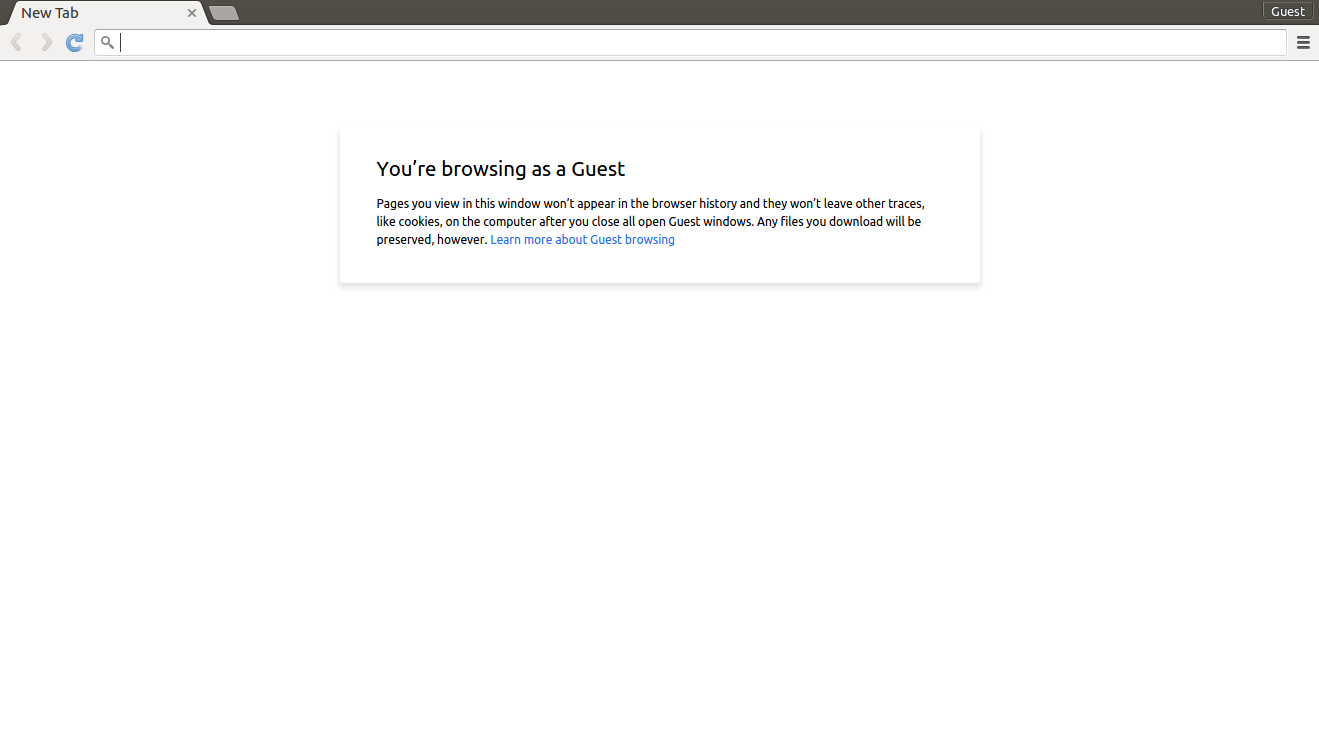 New Tab
Guest
You’re browsing as a Guest
Pages you view in this window won’t appear in the browser history and they won’t leave other traces,
like cookies, on the computer after you close all open Guest windows. Any files you download will be
preserved, however. Learn more about Guest browsing